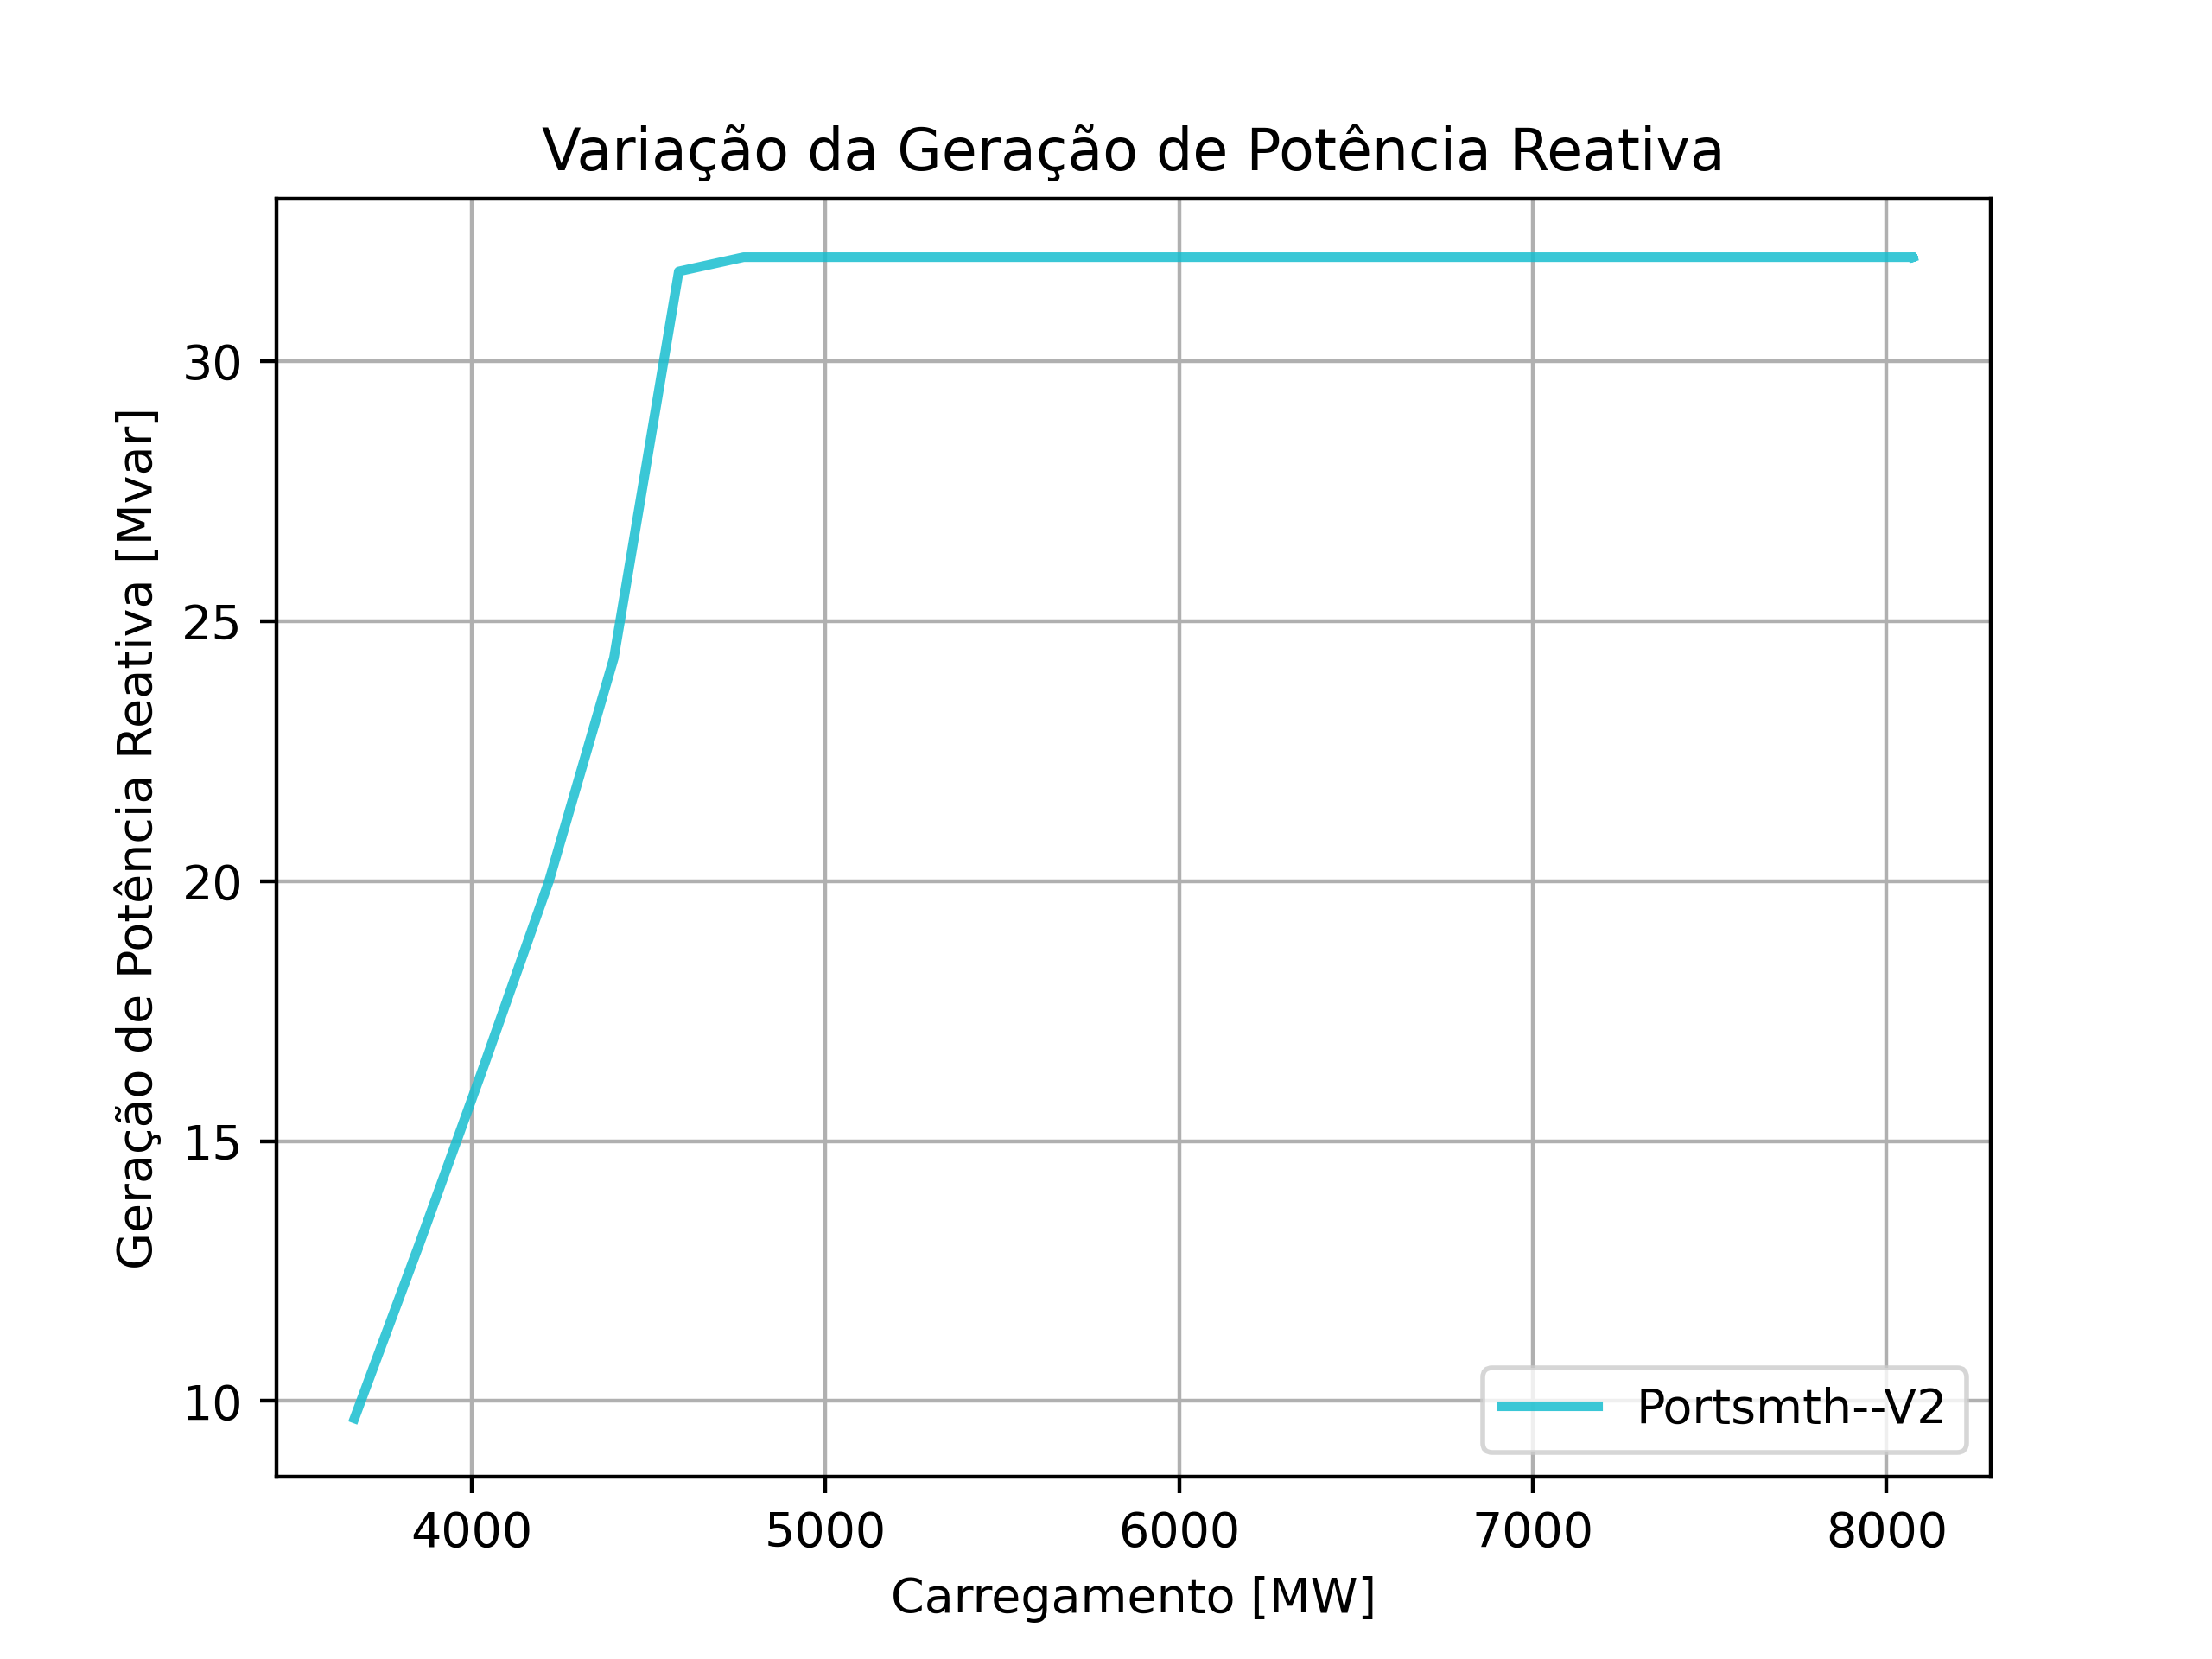 Variação da Geração de Potência Reativa
Geração de Potência Reativa [Mvar]
30
25
20
15
10
4000 5000 6000 7000 8000
Carregamento [MW]
Portsmth--V2